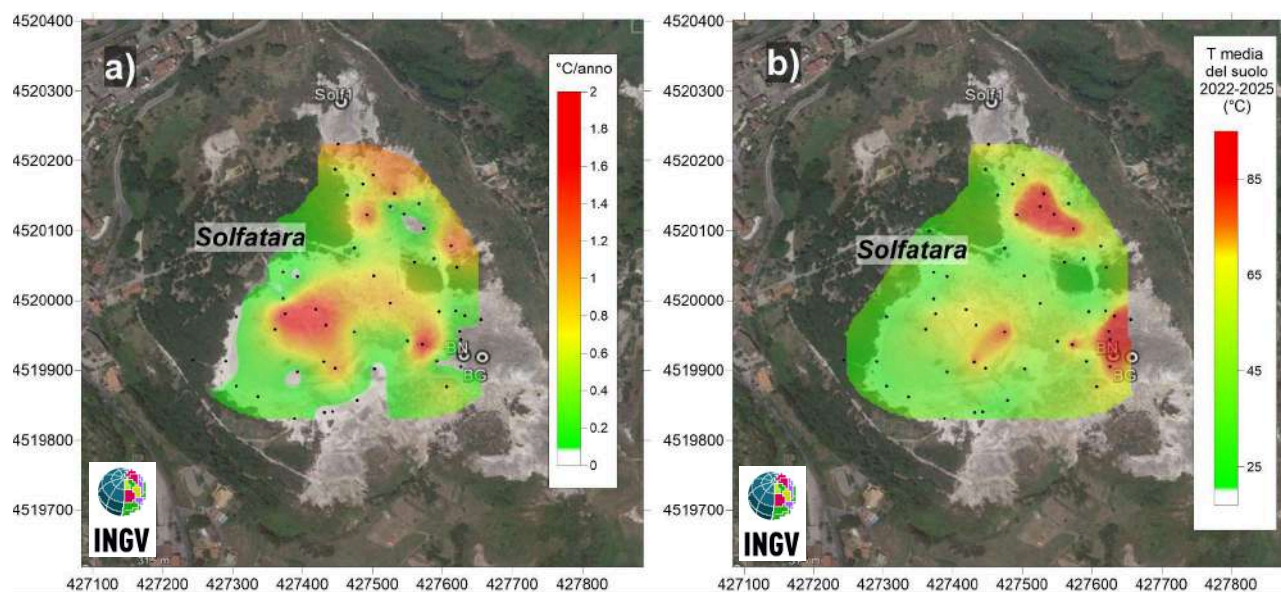 4520400
4520300
4520200
4520100
4520000
4519900
4519800
4519700
427100 427200 427300 427400 427500 427600 427700 427800
a)
Solf1
Solfatara
BN
BG
INGV
°C/anno
2
1.8
1.6
1.4
1.2
1
0.8
0.6
0.4
0.2
0
4520400
4520300
4520200
4520100
4520000
4519900
4519800
4519700
427100 427200 427300 427400 427500 427600 427700 427800
b)
Solf1
Solfatara
BN
BG
INGV
T media
del suolo
2022-2025
(°C)
85
65
45
25